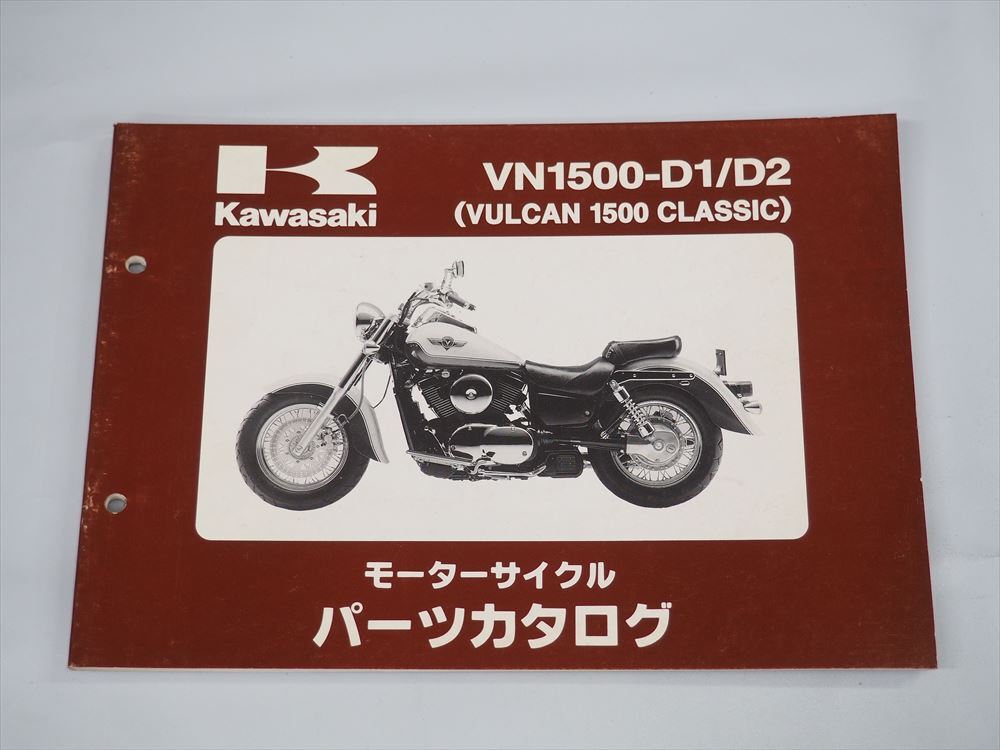 Kawasaki
VN1500-D1/D2
(VULCAN 1500 CLASSIC)
モーターサイクル
パーツカタログ